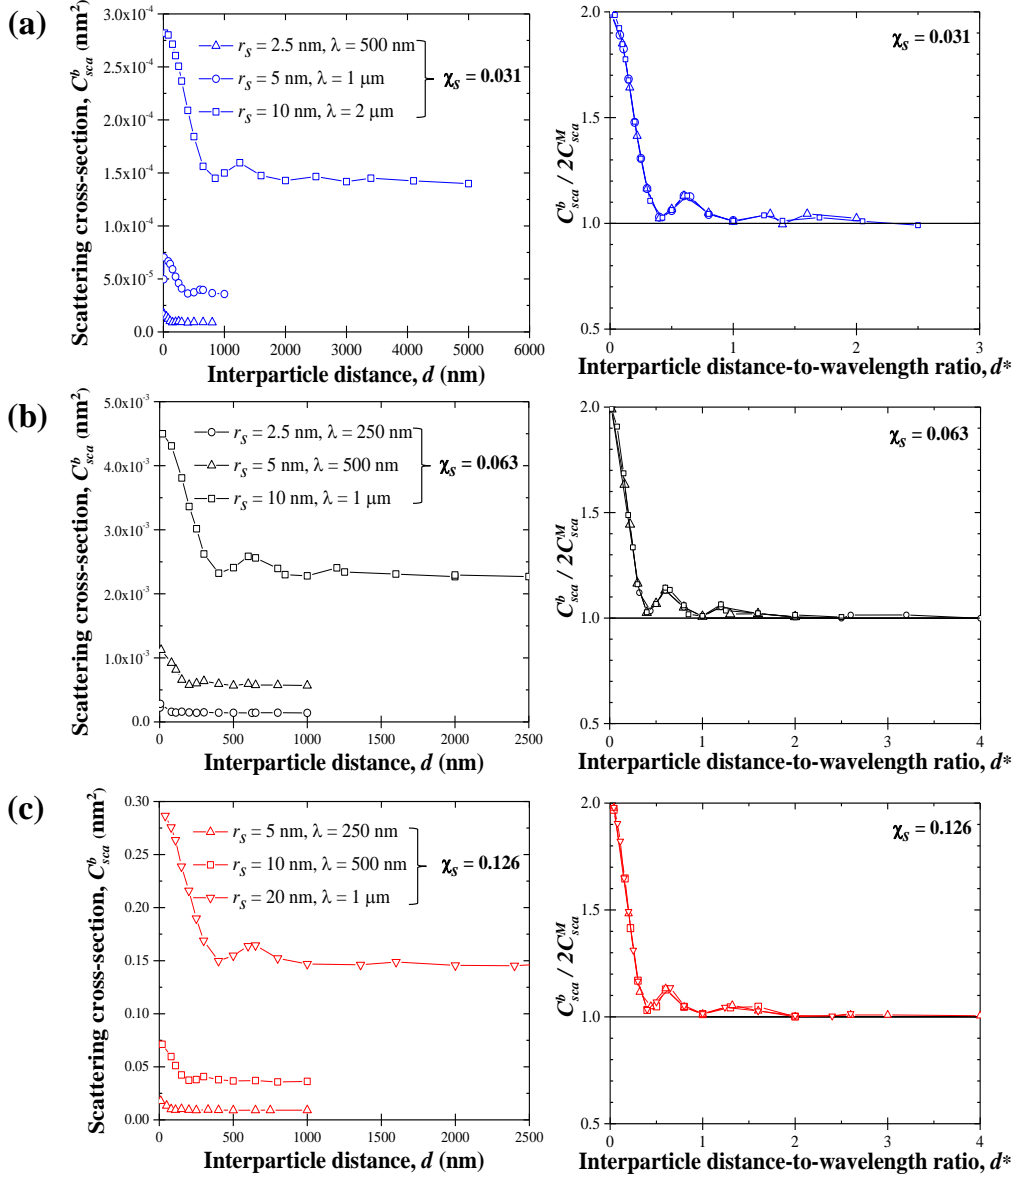 (a)
Scattering cross-section, C^b_sca (nm²)
3.0x10⁻⁴
2.5x10⁻⁴
2.0x10⁻⁴
1.5x10⁻⁴
1.0x10⁻⁴
5.0x10⁻⁵
0.0
r_s = 2.5 nm, λ = 500 nm
r_s = 5 nm, λ = 1 μm
r_s = 10 nm, λ = 2 μm
χ_s = 0.031
0 1000 2000 3000 4000 5000 6000
Interparticle distance, d (nm)
C^b_sca / 2C^M_sca
2.0
1.5
1.0
0.5
χ_s = 0.031
0 1 2 3
Interparticle distance-to-wavelength ratio, d*
(b)
Scattering cross-section, C^b_sca (nm²)
5.0x10⁻³
4.0x10⁻³
3.0x10⁻³
2.0x10⁻³
1.0x10⁻³
0.0
r_s = 2.5 nm, λ = 250 nm
r_s = 5 nm, λ = 500 nm
r_s = 10 nm, λ = 1 μm
χ_s = 0.063
0 500 1000 1500 2000 2500
Interparticle distance, d (nm)
C^b_sca / 2C^M_sca
2.0
1.5
1.0
0.5
χ_s = 0.063
0 1 2 3 4
Interparticle distance-to-wavelength ratio, d*
(c)
Scattering cross-section, C^b_sca (nm²)
0.30
0.25
0.20
0.15
0.10
0.05
0.00
r_s = 5 nm, λ = 250 nm
r_s = 10 nm, λ = 500 nm
r_s = 20 nm, λ = 1 μm
χ_s = 0.126
0 500 1000 1500 2000 2500
Interparticle distance, d (nm)
C^b_sca / 2C^M_sca
2.0
1.5
1.0
0.5
χ_s = 0.126
0 1 2 3 4
Interparticle distance-to-wavelength ratio, d*